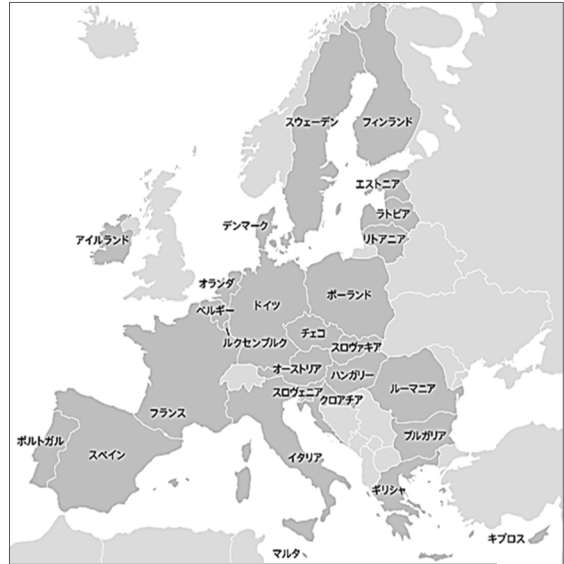 スウェーデン
フィンランド
エストニア
ラトビア
リトアニア
デンマーク
アイルランド
オランダ
ベルギー
ドイツ
ポーランド
ルクセンブルク
チェコ
スロヴァキア
オーストリア
ハンガリー
スロヴェニア
クロアチア
ルーマニア
フランス
ブルガリア
ポルトガル
スペイン
イタリア
ギリシャ
キプロス
マルタ